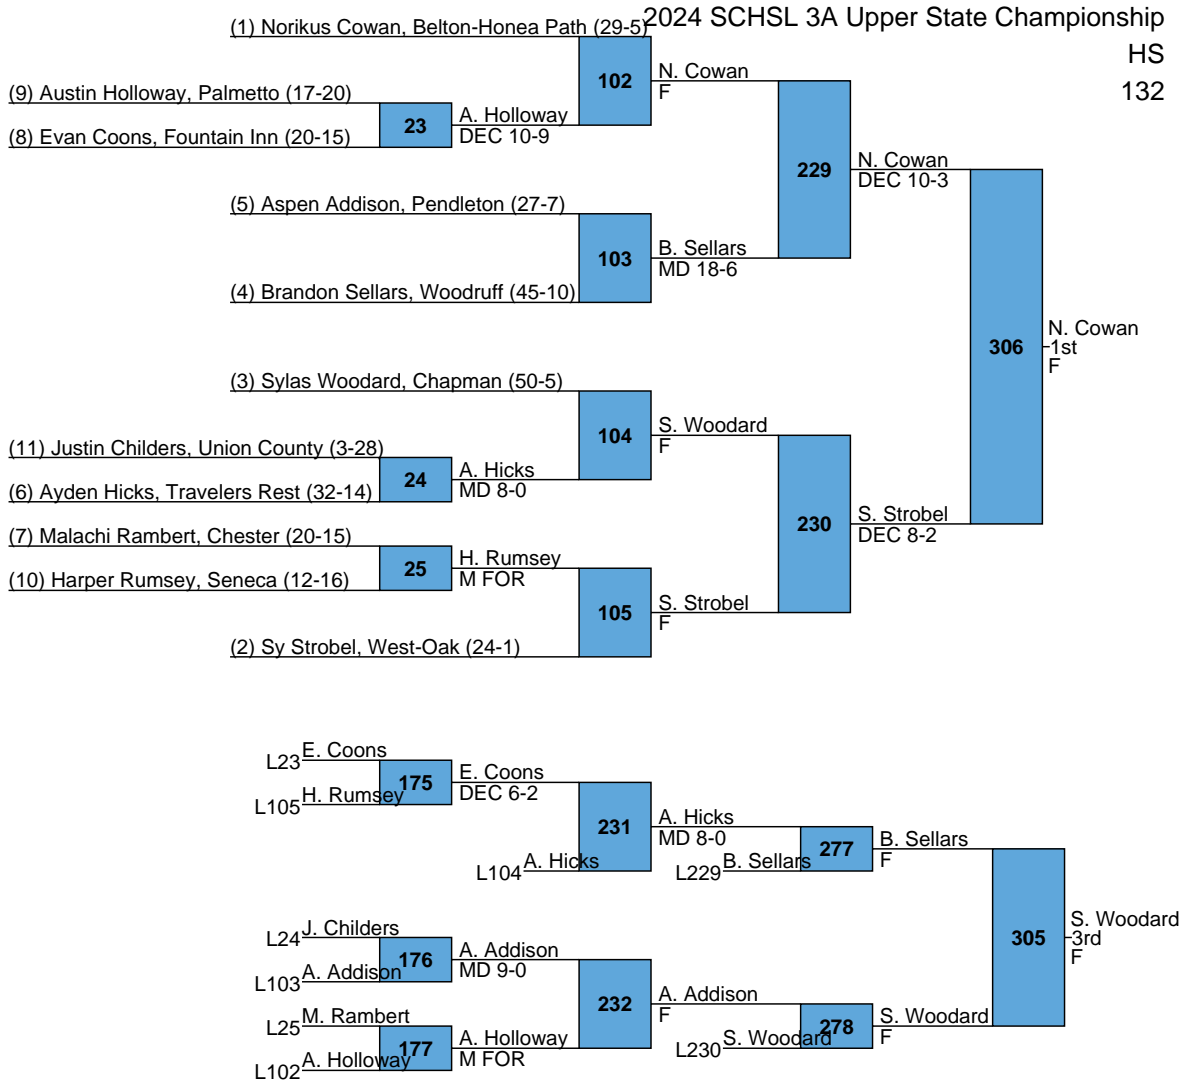 2024 SCHSL 3A Upper State Championship
HS
132
(1) Norikus Cowan, Belton-Honea Path (29-5)
102
N. Cowan
F
(9) Austin Holloway, Palmetto (17-20)
23
A. Holloway
DEC 10-9
(8) Evan Coons, Fountain Inn (20-15)
229
N. Cowan
DEC 10-3
(5) Aspen Addison, Pendleton (27-7)
103
B. Sellars
MD 18-6
(4) Brandon Sellars, Woodruff (45-10)
306
N. Cowan
1st
F
(3) Sylas Woodard, Chapman (50-5)
104
S. Woodard
F
(11) Justin Childers, Union County (3-28)
24
A. Hicks
MD 8-0
(6) Ayden Hicks, Travelers Rest (32-14)
230
S. Strobel
DEC 8-2
(7) Malachi Rambert, Chester (20-15)
25
H. Rumsey
M FOR
(10) Harper Rumsey, Seneca (12-16)
105
S. Strobel
F
(2) Sy Strobel, West-Oak (24-1)
L23 E. Coons
175
E. Coons
DEC 6-2
L105 H. Rumsey
231
A. Hicks
MD 8-0
L104 A. Hicks
277
B. Sellars
F
L229 B. Sellars
305
S. Woodard
3rd
F
L24 J. Childers
176
A. Addison
MD 9-0
L103 A. Addison
232
A. Addison
F
L25 M. Rambert
177
A. Holloway
M FOR
L102 A. Holloway
278
S. Woodard
F
L230 S. Woodard